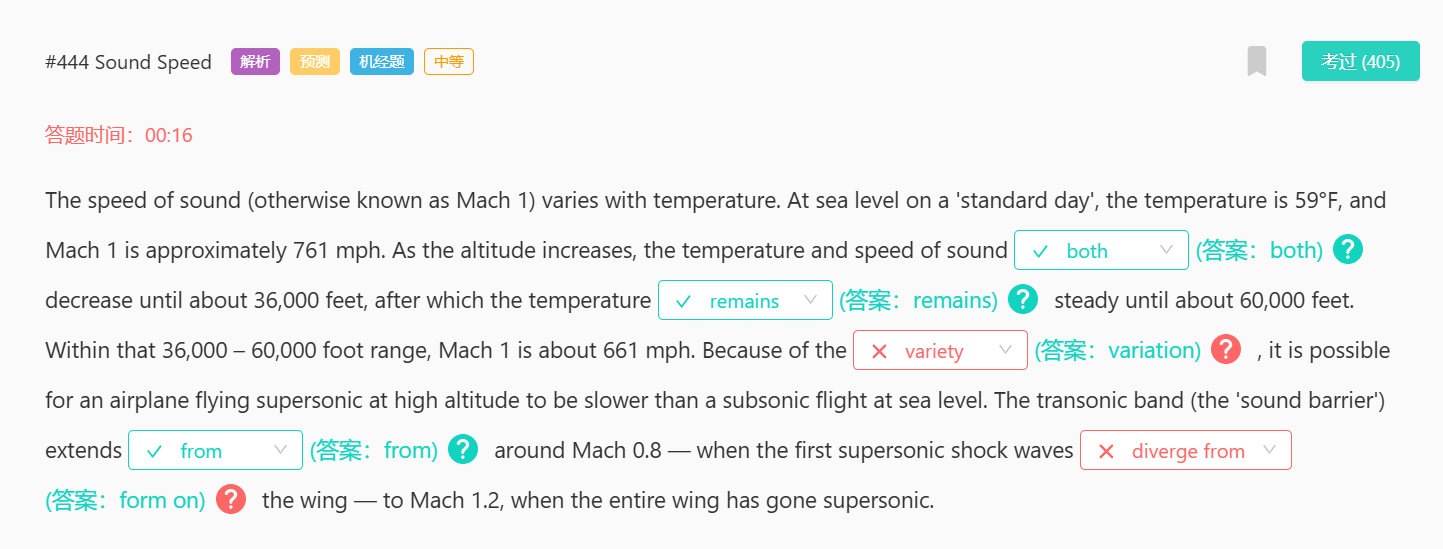 #444 Sound Speed 解析 预测 机经题 中等 考过 (405)
答题时间：00:16
The speed of sound (otherwise known as Mach 1) varies with temperature. At sea level on a 'standard day', the temperature is 59°F, and
Mach 1 is approximately 761 mph. As the altitude increases, the temperature and speed of sound both (答案：both) ?
decrease until about 36,000 feet, after which the temperature remains (答案：remains) ? steady until about 60,000 feet.
Within that 36,000 – 60,000 foot range, Mach 1 is about 661 mph. Because of the variety (答案：variation) ? , it is possible
for an airplane flying supersonic at high altitude to be slower than a subsonic flight at sea level. The transonic band (the 'sound barrier')
extends from (答案：from) ? around Mach 0.8 — when the first supersonic shock waves diverge from
(答案：form on) ? the wing — to Mach 1.2, when the entire wing has gone supersonic.